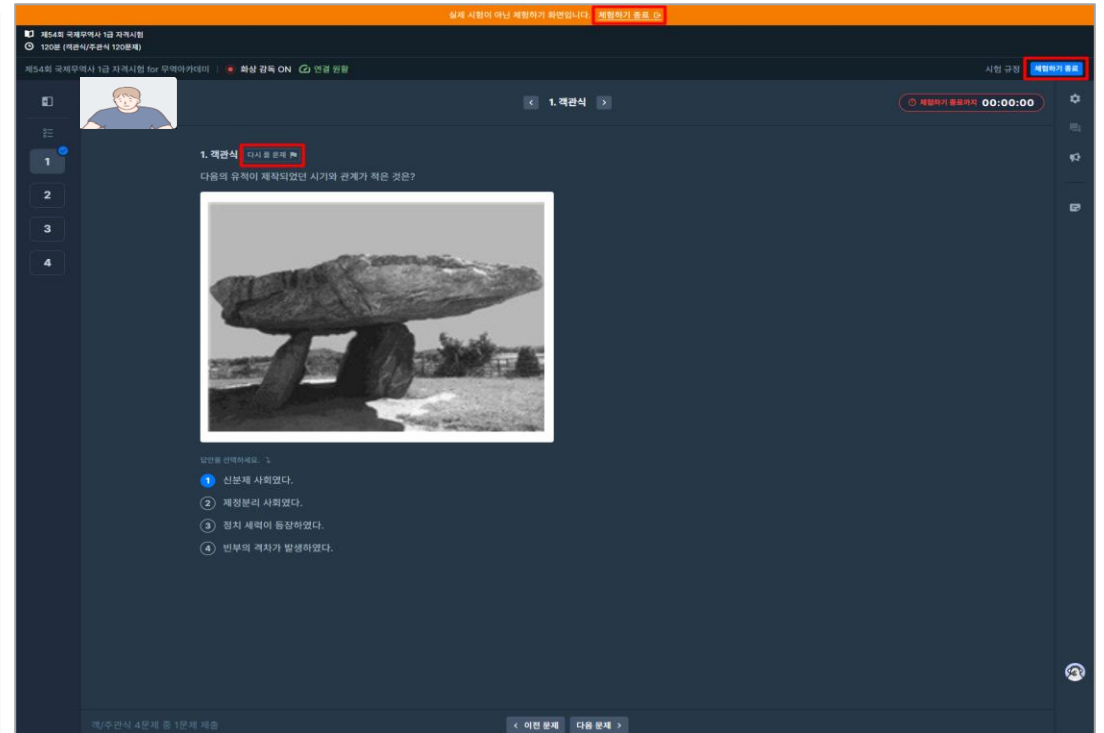 실제 시험이 아닌 체험하기 화면입니다. 체험하기 종료
제54회 국제무역사 1급 자격시험
120분 (객관식/주관식 120문제)
제54회 국제무역사 1급 자격시험 for 무역아카데미 | 화상 감독 ON 연결 원활
시험 규정 체험하기 종료
< 1. 객관식 >
체험하기 종료까지 00:00:00
1
2
3
4
1. 객관식 다시 풀 문제
다음의 유적이 제작되었던 시기와 관계가 적은 것은?
답안을 선택하세요.
1 신분제 사회였다.
2 제정분리 사회였다.
3 정치 세력이 등장하였다.
4 빈부의 격차가 발생하였다.
객/주관식 4문제 중 1문제 제출
< 이전 문제 다음 문제 >